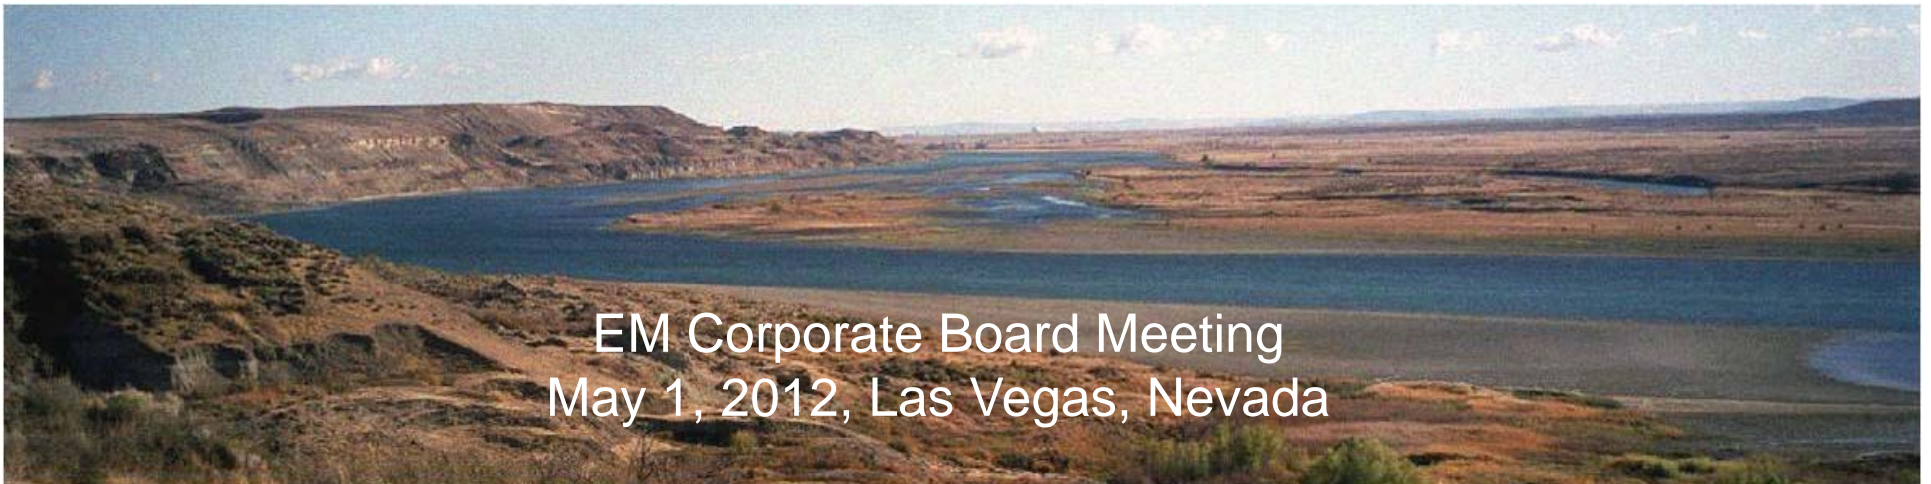 EM Corporate Board Meeting
May 1, 2012, Las Vegas, Nevada